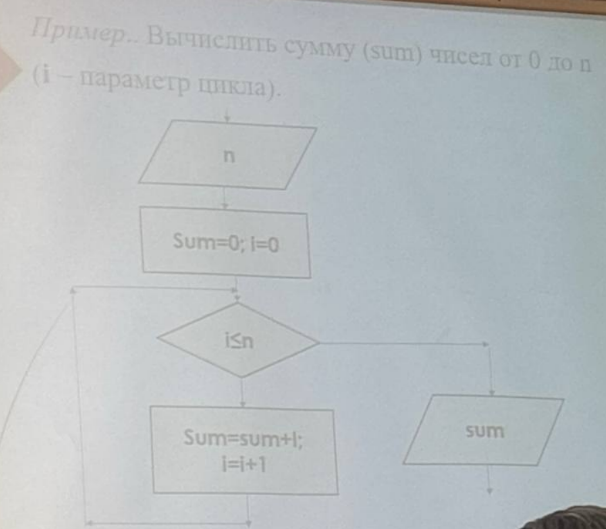 Пример.. Вычислить сумму (sum) чисел от 0 до n
(i – параметр цикла).
n
Sum=0; i=0
i≤n
Sum=sum+i;
i=i+1
sum